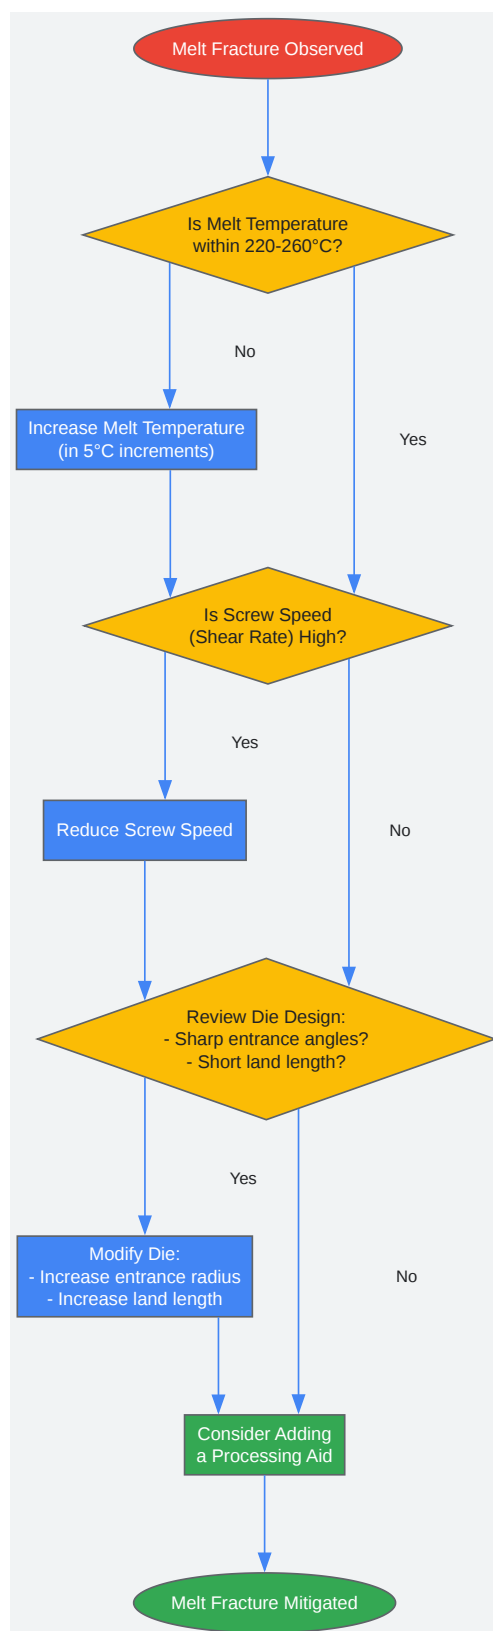 Melt Fracture Observed
Is Melt Temperature
within 220-260°C?
No
Increase Melt Temperature
(in 5°C increments)
Yes
Is Screw Speed
(Shear Rate) High?
Yes
Reduce Screw Speed
No
Review Die Design:
- Sharp entrance angles?
- Short land length?
Yes
Modify Die:
- Increase entrance radius
- Increase land length
No
Consider Adding
a Processing Aid
Melt Fracture Mitigated